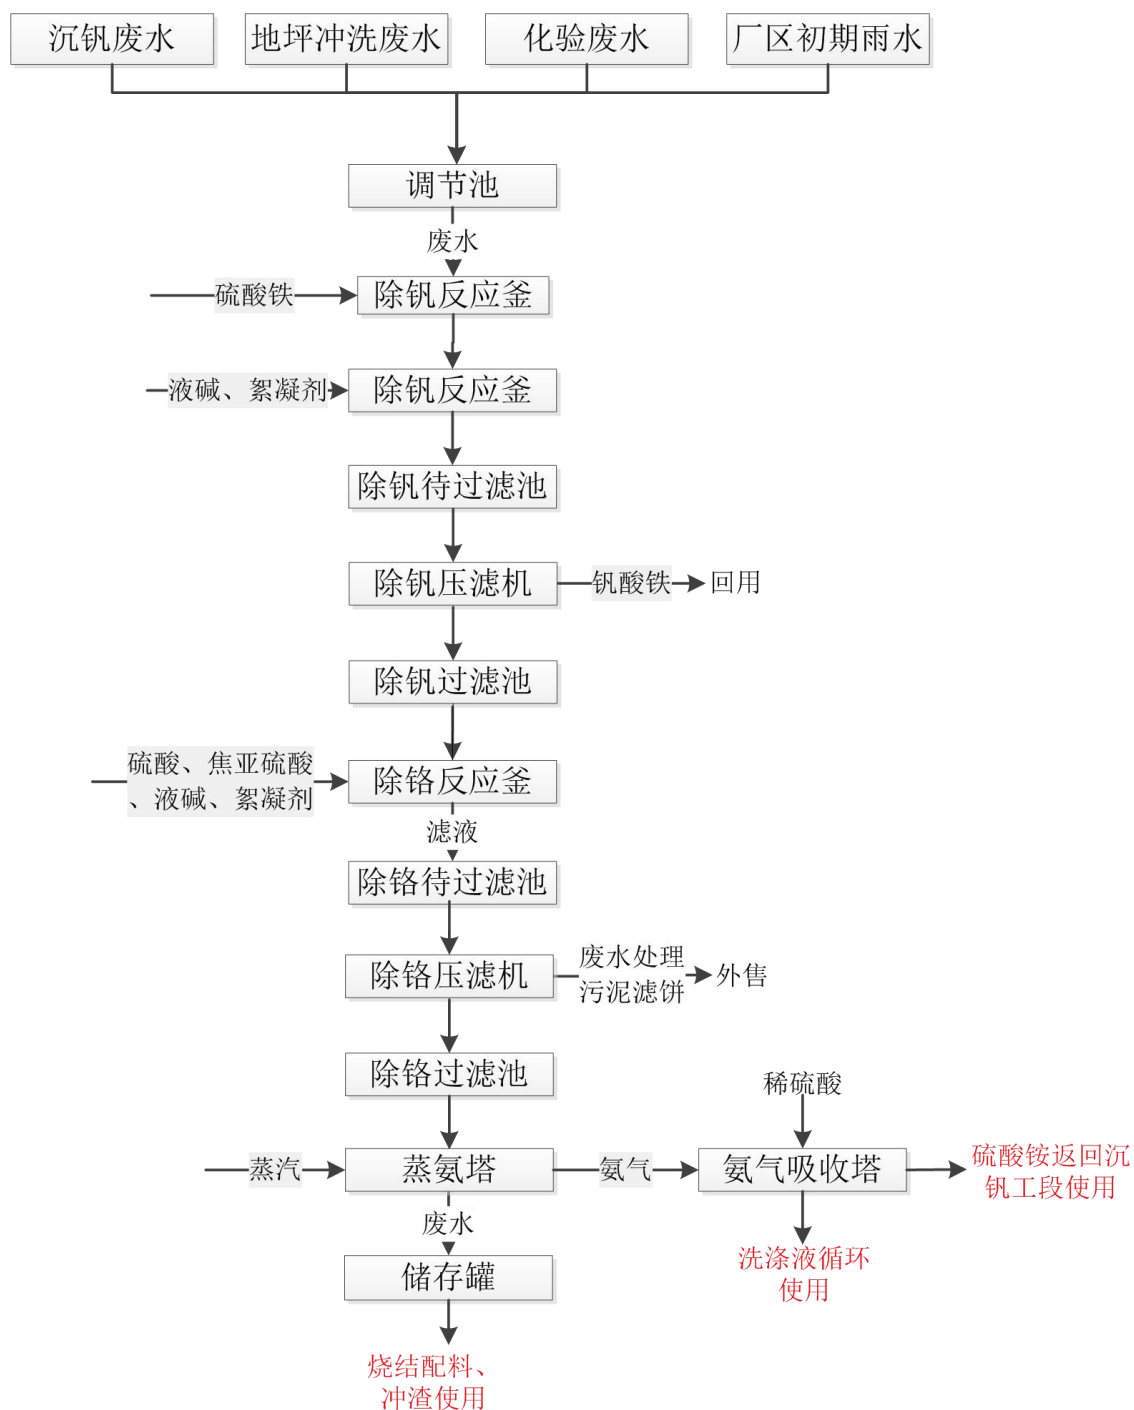 沉钒废水
地坪冲洗废水
化验废水
厂区初期雨水
调节池
废水
硫酸铁
除钒反应釜
液碱、絮凝剂
除钒反应釜
除钒待过滤池
除钒压滤机
钒酸铁
回用
除钒过滤池
硫酸、焦亚硫酸
、液碱、絮凝剂
除铬反应釜
滤液
除铬待过滤池
除铬压滤机
废水处理
污泥滤饼
外售
除铬过滤池
稀硫酸
蒸汽
蒸氨塔
氨气
氨气吸收塔
硫酸铵返回沉
钒工段使用
废水
洗涤液循环
使用
储存罐
烧结配料、
冲渣使用